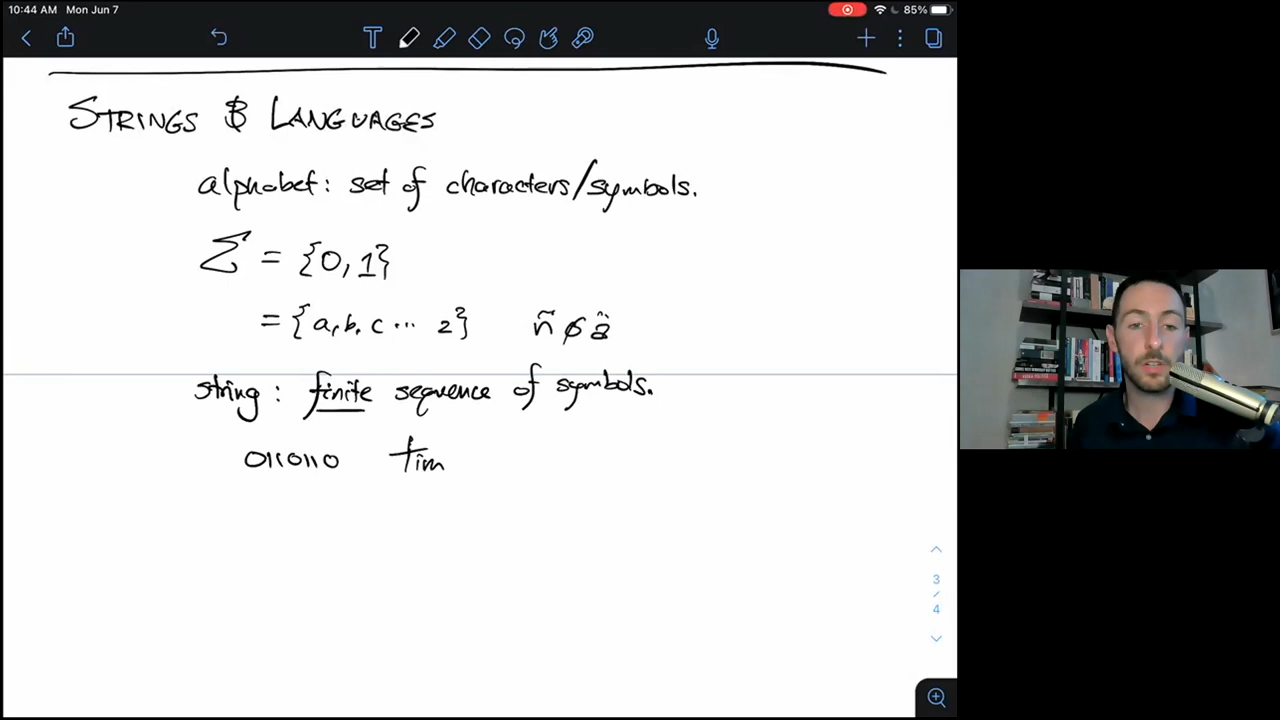 10:44 AM Mon Jun 7
85%
STRINGS & LANGUAGES
alphabet: set of characters/symbols.
Σ = {0, 1}
= {a, b, c ... z} ñ ø ä
string: finite sequence of symbols.
0110110 tim
3
/
4